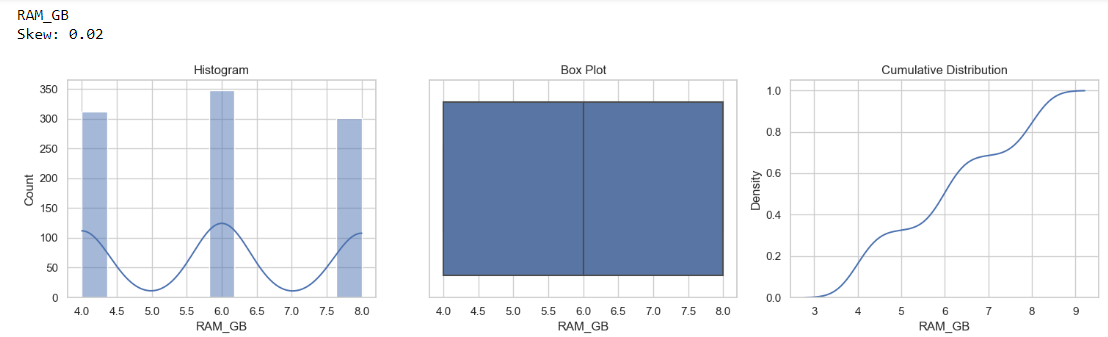 RAM_GB
Skew: 0.02
Histogram
350
300
250
200
150
100
50
0
Count
4.0 4.5 5.0 5.5 6.0 6.5 7.0 7.5 8.0
RAM_GB
Box Plot
4.0 4.5 5.0 5.5 6.0 6.5 7.0 7.5 8.0
RAM_GB
Cumulative Distribution
1.0
0.8
0.6
0.4
0.2
0.0
Density
3 4 5 6 7 8 9
RAM_GB